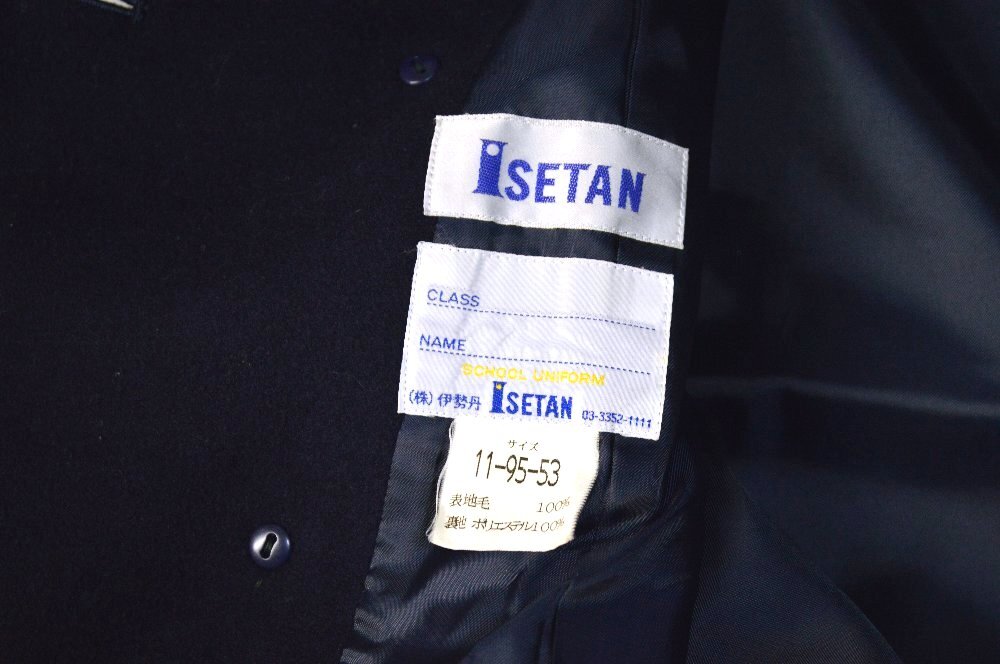 ISETAN
CLASS
NAME
SCHOOL UNIFORM
(株)伊勢丹 ISETAN 03-3352-1111
サイズ
11-95-53
表地毛 100%
裏地 ポリエステル100%